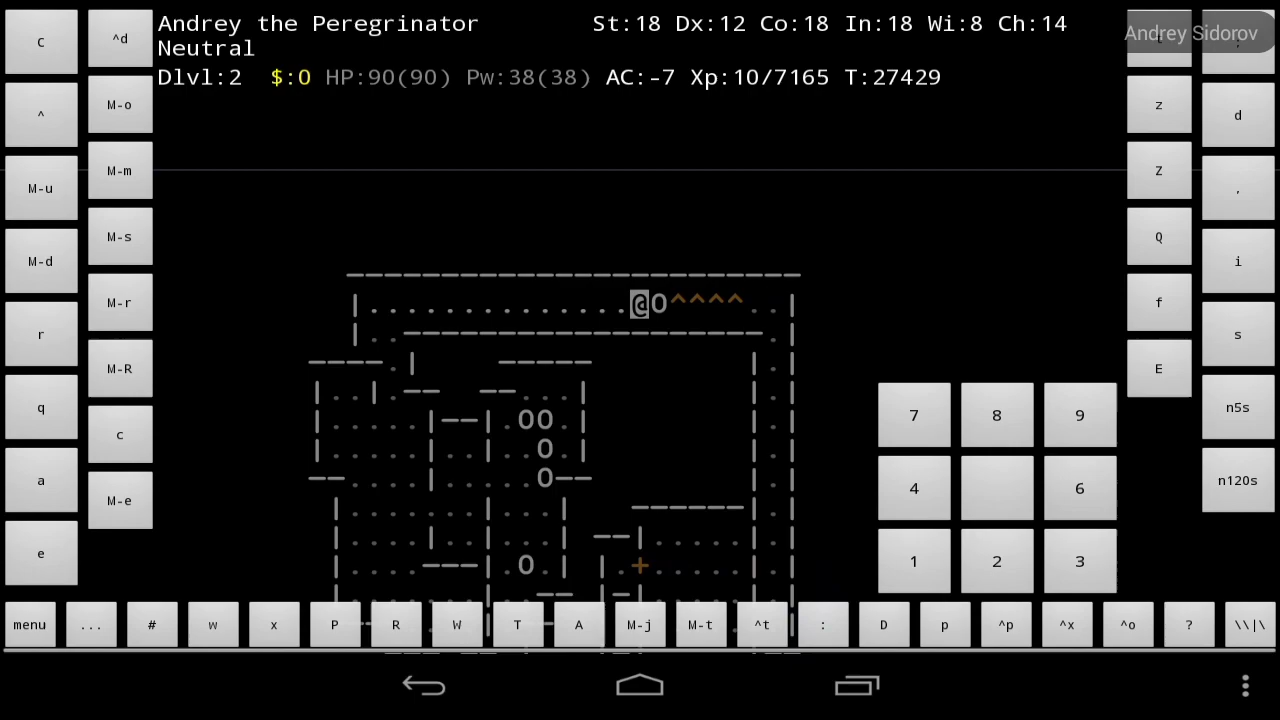 Andrey the Peregrinator St:18 Dx:12 Co:18 In:18 Wi:8 Ch:14
Neutral
Dlvl:2 $:0 HP:90(90) Pw:38(38) AC:-7 Xp:10/7165 T:27429
Andrey Sidorov
c ^d
^ M-o
M-u M-m
M-d M-s
r M-r
q M-R
a c
e M-e
t ;
z d
Z ,
Q i
f s
E n5s
n120s
7 8 9
4 6
1 2 3
menu ... # w x P R W T A M-j M-t ^t : D p ^p ^x ^o ? \\|\